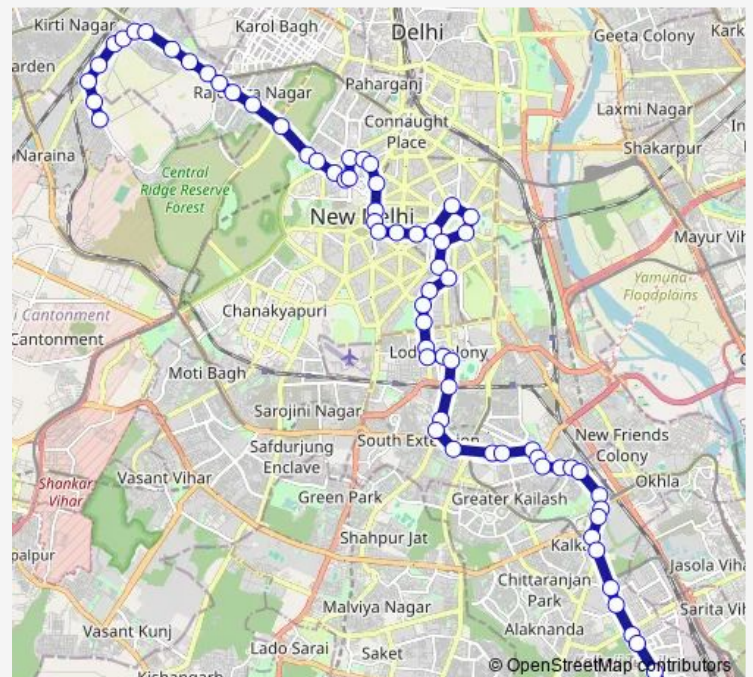 Kirti Nagar
Karol Bagh
Delhi
Geeta Colony
Kark
arden
Rajendra Nagar
Paharganj
Laxmi Nagar
Connaught
Place
Shakarpur
Naraina
Central
Ridge Reserve
Forest
New Delhi
Mayur Vih
Yamuna
Floodplains
i Cantonment
Cantonment
Chanakyapuri
Lodi Colony
Moti Bagh
Sarojini Nagar
South Extension
New Friends
Colony
Safdurjung
Enclave
Shankar
Vihar
Vasant Vihar
Green Park
Greater Kailash
Okhla
Shahpur Jat
Kalka
palpur
Jasola Viha
Chittaranjan
Park
Malviya Nagar
Sarita Vih
Vasant Kunj
Alaknanda
Lado Sarai
Saket
Kishangarh
© OpenStreetMap contributors